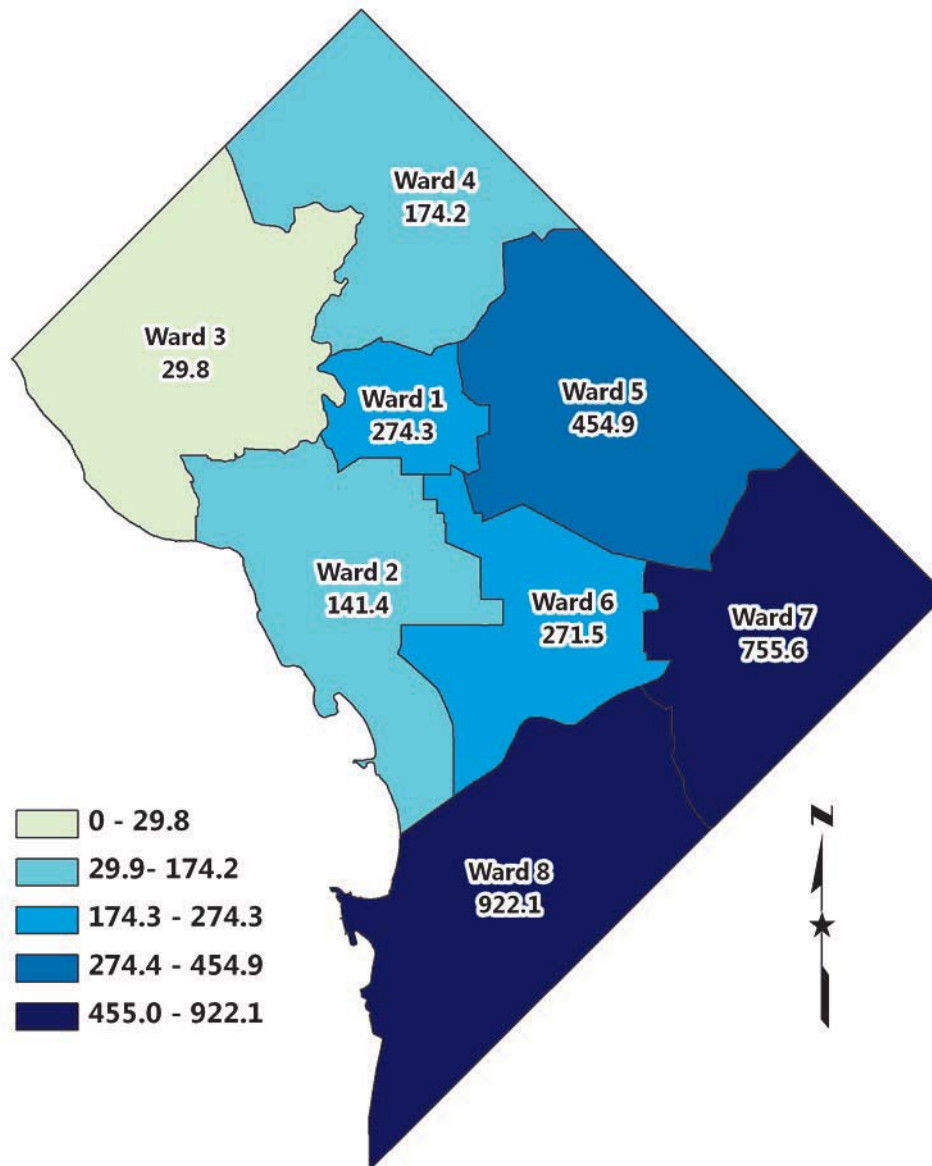 Ward 4
174.2
Ward 3
29.8
Ward 1
274.3
Ward 5
454.9
Ward 2
141.4
Ward 6
271.5
Ward 7
755.6
Ward 8
922.1
0 - 29.8
29.9- 174.2
174.3 - 274.3
274.4 - 454.9
455.0 - 922.1
N